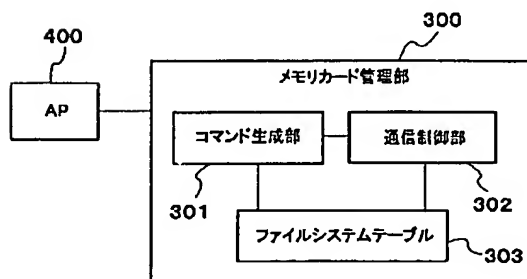 400
300
AP
メモリカード管理部
コマンド生成部
通信制御部
301
302
ファイルシステムテーブル
303